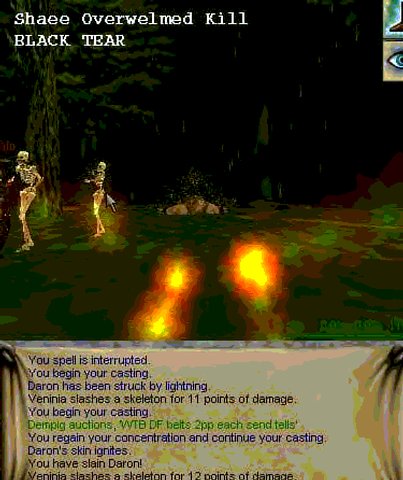 Shaee Overwelmed Kill
BLACK TEAR
You spell is interrupted.
You begin your casting.
Daron has been struck by lightning.
Veninia slashes a skeleton for 11 points of damage.
You begin your casting.
auctions, 'WTB DF belts 2pp each send tells'
You regain your concentration and continue your casting.
Daron's skin ignites.
You have slain Daron!
Veninia slashes a skeleton for 12 points of damage.